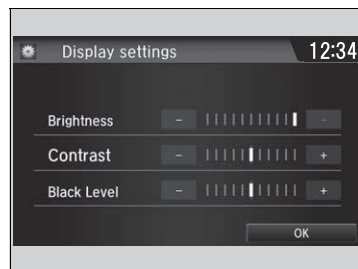 Display settings 12:34
Brightness - +
Contrast - +
Black Level - +
OK